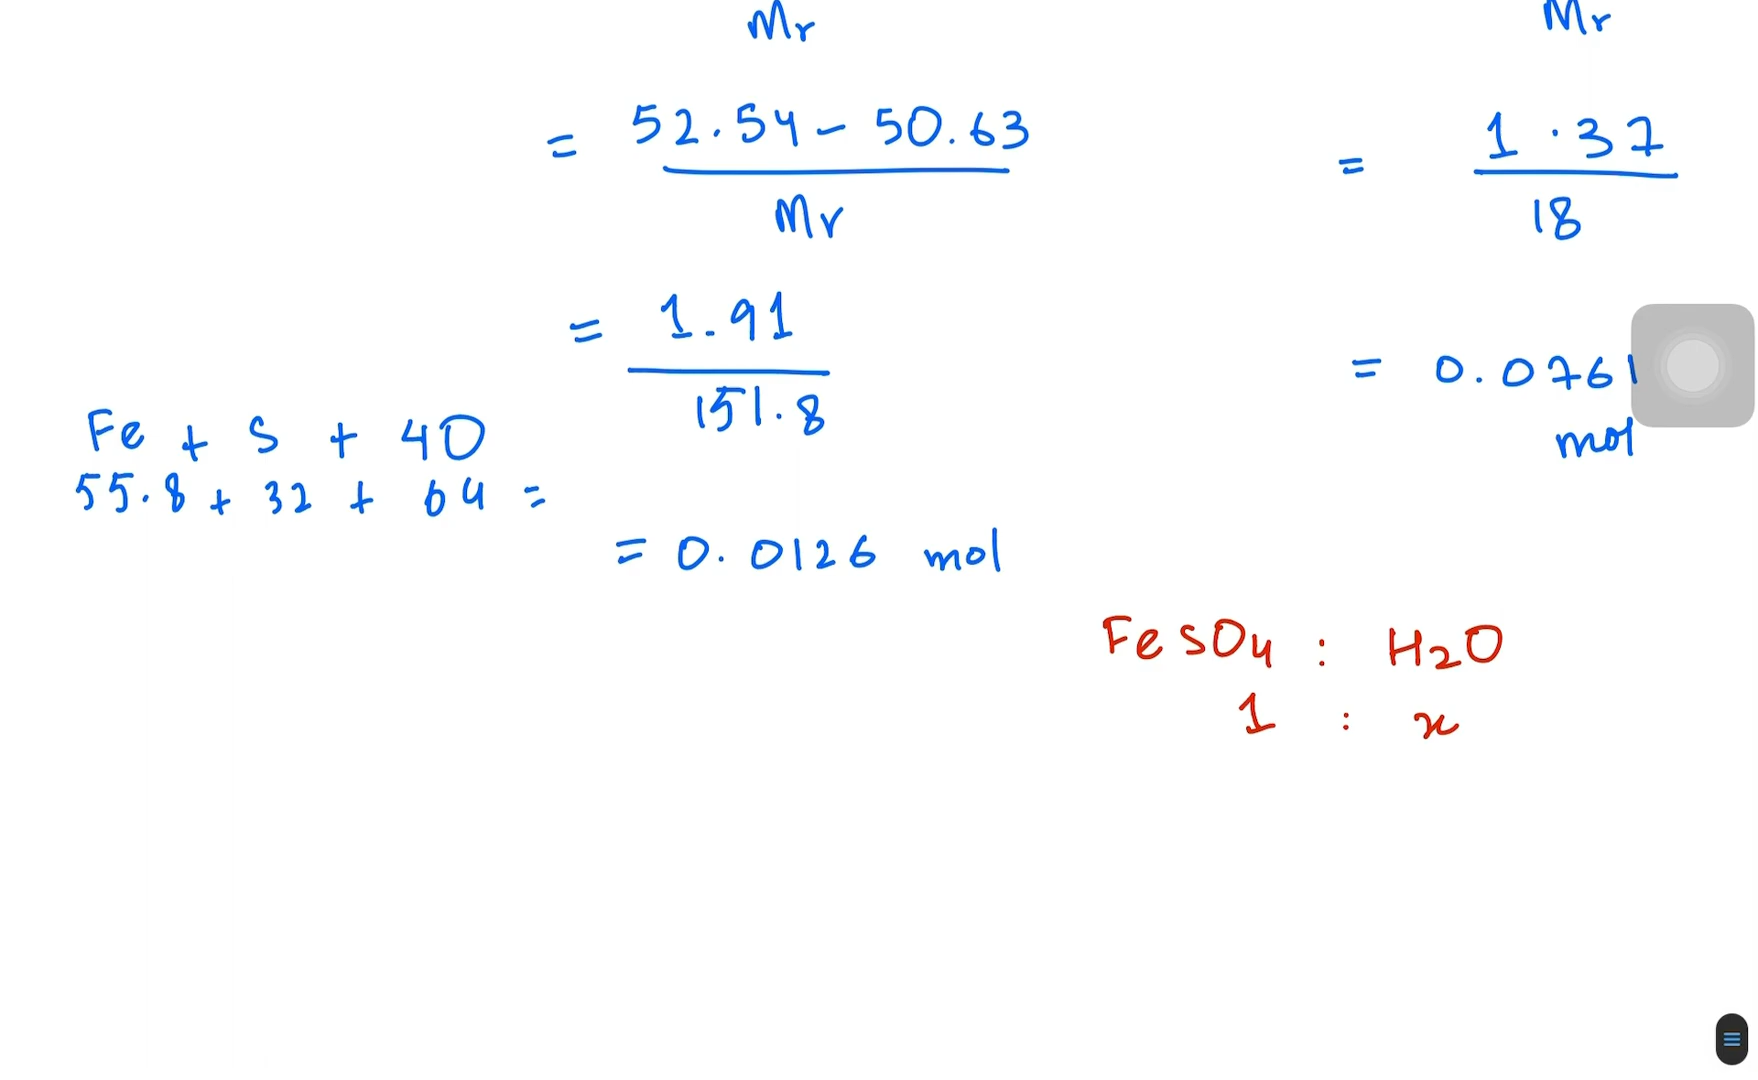 Mr
= 52.54 - 50.63
Mr
= 1.91
151.8
Fe + S + 4O
55.8 + 32 + 64 =
= 0.0126 mol
Mr
= 1.37
18
= 0.0761
mol
FeSO4 : H2O
1 : x